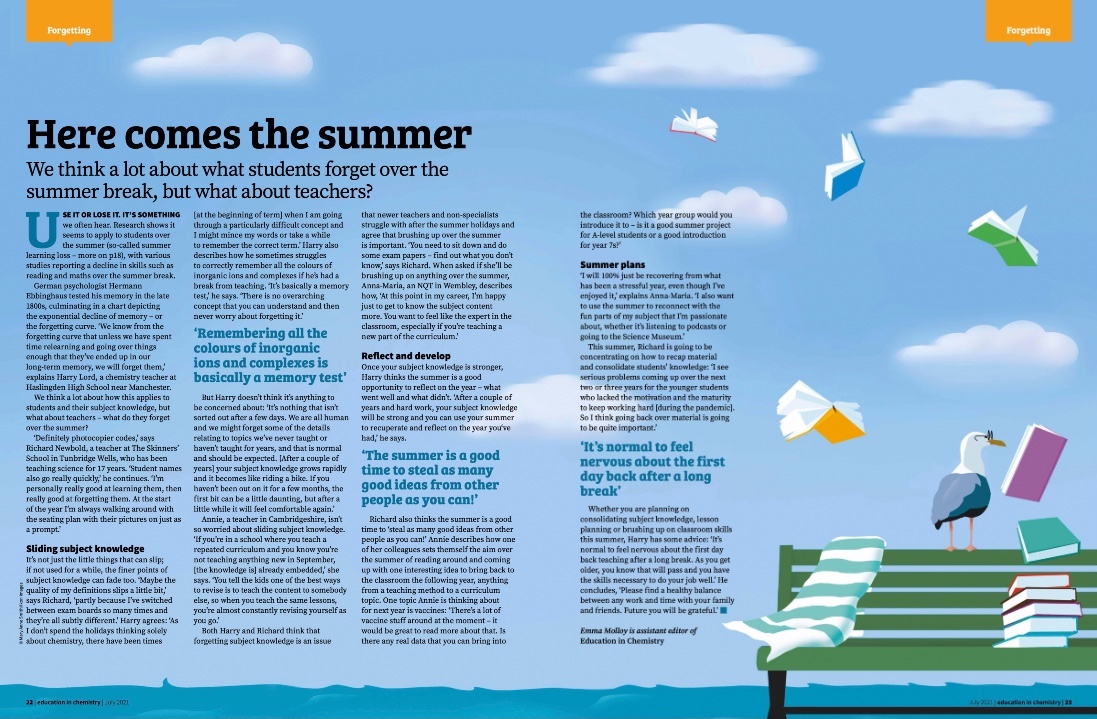 Forgetting
Forgetting
Here comes the summer
We think a lot about what students forget over the
summer break, but what about teachers?
USE IT OR LOSE IT. IT'S SOMETHING
we often hear. Research shows it
seems to apply to students over
the summer (so-called summer
learning loss – more on p18), with various
studies reporting a decline in skills such as
reading and maths over the summer break.
German psychologist Hermann
Ebbinghaus tested his memory in the late
1800s, culminating in a chart depicting
the exponential decline of memory – or
the forgetting curve. 'We know from the
forgetting curve that unless we have spent
time relearning and going over things
enough that they've ended up in our
long-term memory, we will forget them,'
explains Harry Lord, a chemistry teacher at
Haslingden High School near Manchester.
We think a lot about how this applies to
students and their subject knowledge, but
what about teachers – what do they forget
over the summer?
'Definitely photocopier codes,' says
Richard Newbold, a teacher at The Skinners'
School in Tunbridge Wells, who has been
teaching science for 17 years. 'Student names
also go really quickly,' he continues. 'I'm
personally really good at learning them, then
really good at forgetting them. At the start
of the year I'm always walking around with
the seating plan with their pictures on just as
a prompt.'
Sliding subject knowledge
It's not just the little things that can slip;
if not used for a while, the finer points of
subject knowledge can fade too. 'Maybe the
quality of my definitions slips a little bit,'
says Richard, 'partly because I've switched
between exam boards so many times and
they're all subtly different.' Harry agrees: 'As
I don't spend the holidays thinking solely
about chemistry, there have been times
[at the beginning of term] when I am going
through a particularly difficult concept and
I might mince my words or take a while
to remember the correct term.' Harry also
describes how he sometimes struggles
to correctly remember all the colours of
inorganic ions and complexes if he's had a
break from teaching. 'It's basically a memory
test,' he says. 'There is no overarching
concept that you can understand and then
never worry about forgetting it.'
'Remembering all the
colours of inorganic
ions and complexes is
basically a memory test'
But Harry doesn't think it's anything to
be concerned about: 'It's nothing that isn't
sorted out after a few days. We are all human
and we might forget some of the details
relating to topics we've never taught or
haven't taught for years, and that is normal
and should be expected. [After a couple of
years] your subject knowledge grows rapidly
and it becomes like riding a bike. If you
haven't been out on it for a few months, the
first bit can be a little daunting, but after a
little while it will feel comfortable again.'
Annie, a teacher in Cambridgeshire, isn't
so worried about sliding subject knowledge.
'If you're in a school where you teach a
repeated curriculum and you know you're
not teaching anything new in September,
[the knowledge is] already embedded,' she
says. 'You tell the kids one of the best ways
to revise is to teach the content to somebody
else, so when you teach the same lessons,
you're almost constantly revising yourself as
you go.'
Both Harry and Richard think that
forgetting subject knowledge is an issue
that newer teachers and non-specialists
struggle with after the summer holidays and
agree that brushing up over the summer
is important. 'You need to sit down and do
some exam papers – find out what you don't
know,' says Richard. When asked if she'll be
brushing up on anything over the summer,
Anna-Maria, an NQT in Wembley, describes
how, 'At this point in my career, I'm happy
just to get to know the subject content
more. You want to feel like the expert in the
classroom, especially if you're teaching a
new part of the curriculum.'
Reflect and develop
Once your subject knowledge is stronger,
Harry thinks the summer is a good
opportunity to reflect on the year – what
went well and what didn't. 'After a couple of
years and hard work, your subject knowledge
will be strong and you can use your summer
to recuperate and reflect on the year you've
had,' he says.
'The summer is a good
time to steal as many
good ideas from other
people as you can!'
Richard also thinks the summer is a good
time to 'steal as many good ideas from other
people as you can!' Annie describes how one
of her colleagues sets themself the aim over
the summer of reading around and coming
up with one interesting idea to bring back to
the classroom the following year, anything
from a teaching method to a curriculum
topic. One topic Annie is thinking about
for next year is vaccines: 'There's a lot of
vaccine stuff around at the moment – it
would be great to read more about that. Is
there any real data that you can bring into
the classroom? Which year group would you
introduce it to – is it a good summer project
for A-level students or a good introduction
for year 7s?'
Summer plans
'I will 100% just be recovering from what
has been a stressful year, even though I've
enjoyed it,' explains Anna-Maria. 'I also want
to use the summer to reconnect with the
fun parts of my subject that I'm passionate
about, whether it's listening to podcasts or
going to the Science Museum.'
This summer, Richard is going to be
concentrating on how to recap material
and consolidate students' knowledge: 'I see
serious problems coming up over the next
two or three years for the younger students
who lacked the motivation and the maturity
to keep working hard [during the pandemic].
So I think going back over material is going
to be quite important.'
'It's normal to feel
nervous about the first
day back after a long
break'
Whether you are planning on
consolidating subject knowledge, lesson
planning or brushing up on classroom skills
this summer, Harry has some advice: 'It's
normal to feel nervous about the first day
back teaching after a long break. As you get
older, you know that will pass and you have
the skills necessary to do your job well.' He
concludes, 'Please find a healthy balance
between any work and time with your family
and friends. Future you will be grateful.'
Emma Molloy is assistant editor of
Education in Chemistry
22 | education in chemistry | July 2021
July 2021 | education in chemistry | 23